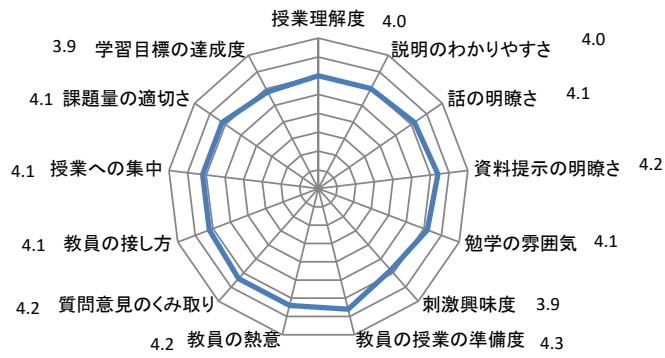 授業理解度 4.0
説明のわかりやすさ 4.0
話の明瞭さ 4.1
資料提示の明瞭さ 4.2
勉学の雰囲気 4.1
刺激興味度 3.9
教員の授業の準備度 4.3
教員の熱意 4.2
質問意見のくみ取り 4.2
教員の接し方 4.1
授業への集中 4.1
課題量の適切さ 4.1
学習目標の達成度 3.9